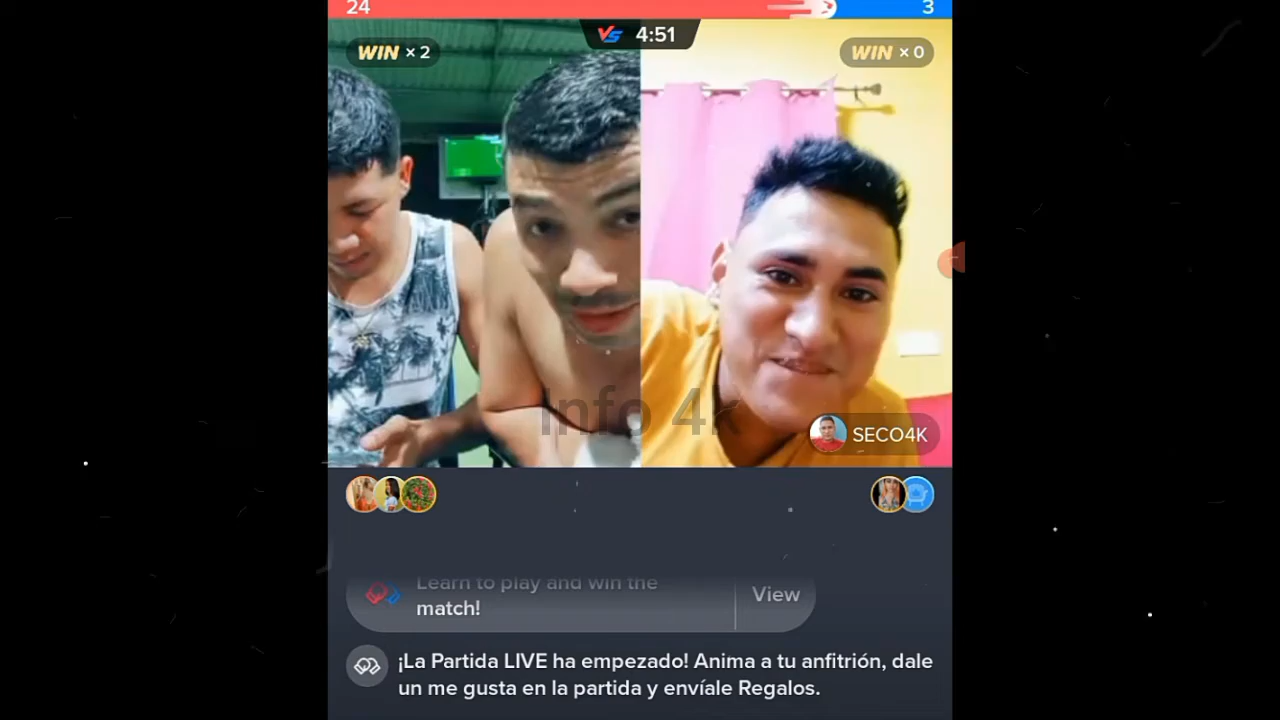 24
3
VS 4:51
WIN × 2
WIN × 0
Info 4k
SECO4K
Learn to play and win the
match!
View
¡La Partida LIVE ha empezado! Anima a tu anfitrión, dale
un me gusta en la partida y envíale Regalos.